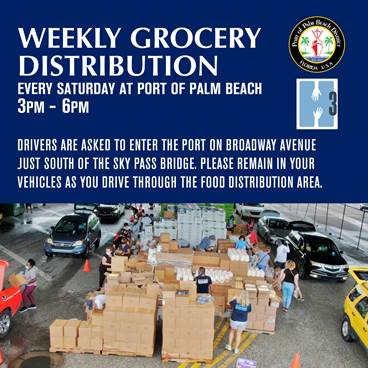 WEEKLY GROCERY
DISTRIBUTION
EVERY SATURDAY AT PORT OF PALM BEACH
3PM - 6PM
Port of Palm Beach District
FLORIDA, U.S.A.
3
DRIVERS ARE ASKED TO ENTER THE PORT ON BROADWAY AVENUE
JUST SOUTH OF THE SKY PASS BRIDGE. PLEASE REMAIN IN YOUR
VEHICLES AS YOU DRIVE THROUGH THE FOOD DISTRIBUTION AREA.